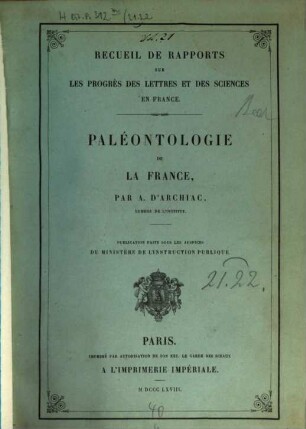 RECUEIL DE RAPPORTS
SUR
LES PROGRÈS DES LETTRES ET DES SCIENCES
EN FRANCE.
PALÉONTOLOGIE
DE
LA FRANCE,
PAR A. D'ARCHIAC,
MEMBRE DE L'INSTITUT.
PUBLICATION FAITE SOUS LES AUSPICES
DU MINISTÈRE DE L'INSTRUCTION PUBLIQUE.
21.22.
PARIS.
IMPRIMÉ PAR AUTORISATION DE SON EXC. LE GARDE DES SCEAUX
A L'IMPRIMERIE IMPÉRIALE.
M DCCC LXVIII.